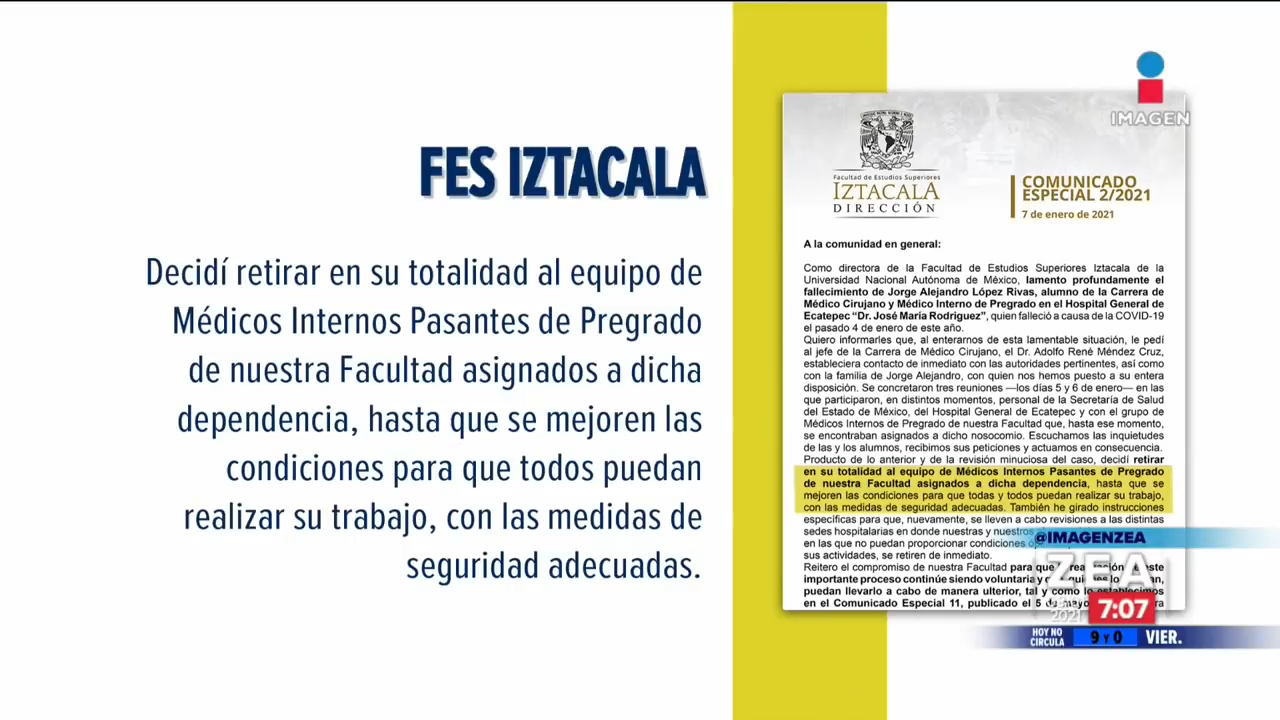 FES IZTACALA
Decidí retirar en su totalidad al equipo de
Médicos Internos Pasantes de Pregrado
de nuestra Facultad asignados a dicha
dependencia, hasta que se mejoren las
condiciones para que todos puedan
realizar su trabajo, con las medidas de
seguridad adecuadas.
IMAGEN
Facultad de Estudios Superiores
IZTACALA
DIRECCIÓN
COMUNICADO
ESPECIAL 2/2021
7 de enero de 2021
A la comunidad en general:
Como directora de la Facultad de Estudios Superiores Iztacala de la
Universidad Nacional Autónoma de México, lamento profundamente el
fallecimiento de Jorge Alejandro López Rivas, alumno de la Carrera de
Médico Cirujano y Médico Interno de Pregrado en el Hospital General de
Ecatepec “Dr. José María Rodriguez”, quien falleció a causa de la COVID-19
el pasado 4 de enero de este año.
Quiero informarles que, al enterarnos de esta lamentable situación, le pedí
al jefe de la Carrera de Médico Cirujano, el Dr. Adolfo René Méndez Cruz,
estableciera contacto de inmediato con las autoridades pertinentes, así como
con la familia de Jorge Alejandro, con quien nos hemos puesto a su entera
disposición. Se concretaron tres reuniones —los días 5 y 6 de enero— en las
que participaron, en distintos momentos, personal de la Secretaría de Salud
del Estado de México, del Hospital General de Ecatepec y con el grupo de
Médicos Internos de Pregrado de nuestra Facultad que, hasta ese momento,
se encontraban asignados a dicho nosocomio. Escuchamos las inquietudes
de las y los alumnos, recibimos sus peticiones y actuamos en consecuencia.
Producto de lo anterior y de la revisión minuciosa del caso, decidí retirar
en su totalidad al equipo de Médicos Internos Pasantes de Pregrado
de nuestra Facultad asignados a dicha dependencia, hasta que se
mejoren las condiciones para que todas y todos puedan realizar su trabajo,
con las medidas de seguridad adecuadas. También he girado instrucciones
específicas para que, nuevamente, se lleven a cabo revisiones a las distintas
sedes hospitalarias en donde nuestras y nuestros
en las que no puedan proporcionar condiciones
sus actividades, se retiren de inmediato.
Reitero el compromiso de nuestra Facultad para que
importante proceso continúe siendo voluntaria y
puedan llevarlo a cabo de manera ulterior, tal y como lo establecimos
en el Comunicado Especial 11, publicado el 5 de mayo
@IMAGENZEA
ZEA
2021
7:07
HOY NO
CIRCULA
9 Y 0
VIER.